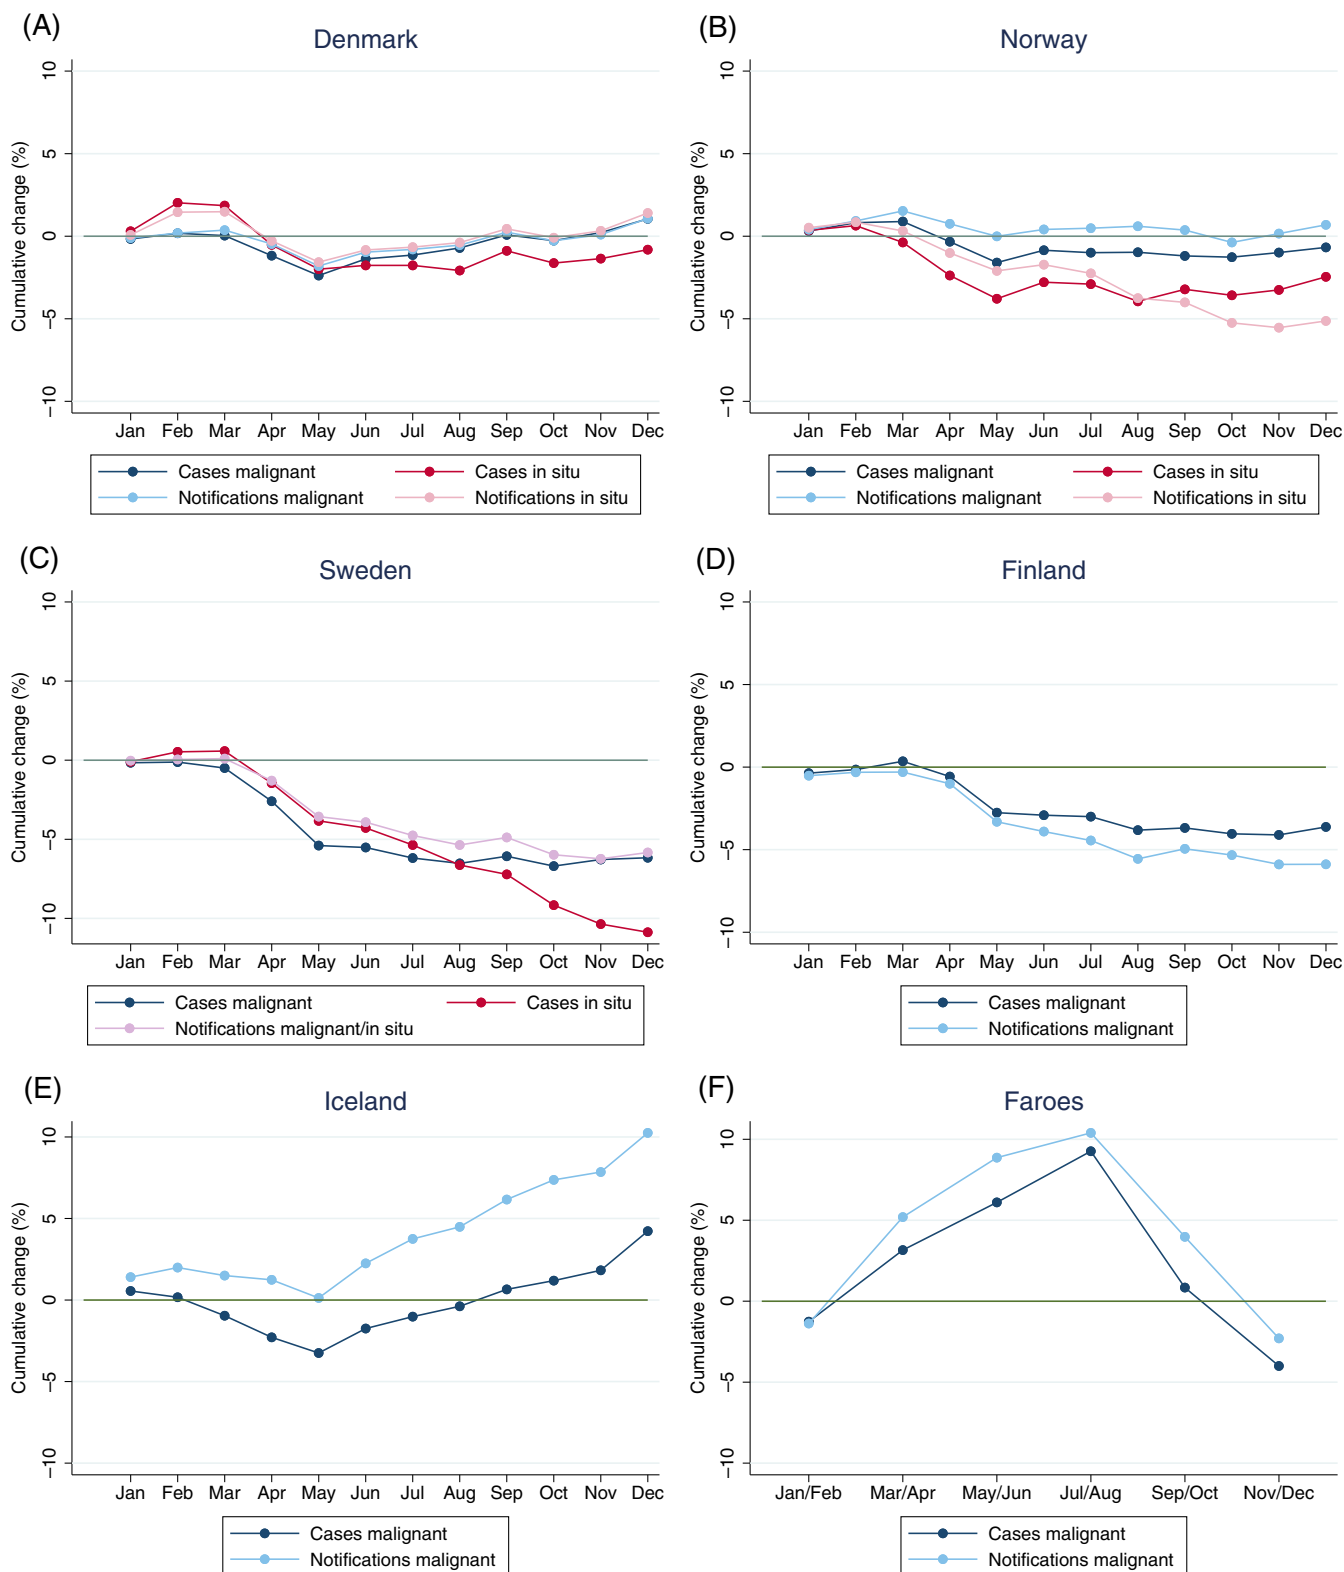 (A)
Denmark
Cumulative change (%)
10
5
0
−5
−10
Jan Feb Mar Apr May Jun Jul Aug Sep Oct Nov Dec
Cases malignant Cases in situ
Notifications malignant Notifications in situ
(B)
Norway
Cumulative change (%)
10
5
0
−5
−10
Jan Feb Mar Apr May Jun Jul Aug Sep Oct Nov Dec
Cases malignant Cases in situ
Notifications malignant Notifications in situ
(C)
Sweden
Cumulative change (%)
10
5
0
−5
−10
Jan Feb Mar Apr May Jun Jul Aug Sep Oct Nov Dec
Cases malignant Cases in situ
Notifications malignant/in situ
(D)
Finland
Cumulative change (%)
10
5
0
−5
−10
Jan Feb Mar Apr May Jun Jul Aug Sep Oct Nov Dec
Cases malignant
Notifications malignant
(E)
Iceland
Cumulative change (%)
10
5
0
−5
−10
Jan Feb Mar Apr May Jun Jul Aug Sep Oct Nov Dec
Cases malignant
Notifications malignant
(F)
Faroes
Cumulative change (%)
10
5
0
−5
−10
Jan/Feb Mar/Apr May/Jun Jul/Aug Sep/Oct Nov/Dec
Cases malignant
Notifications malignant